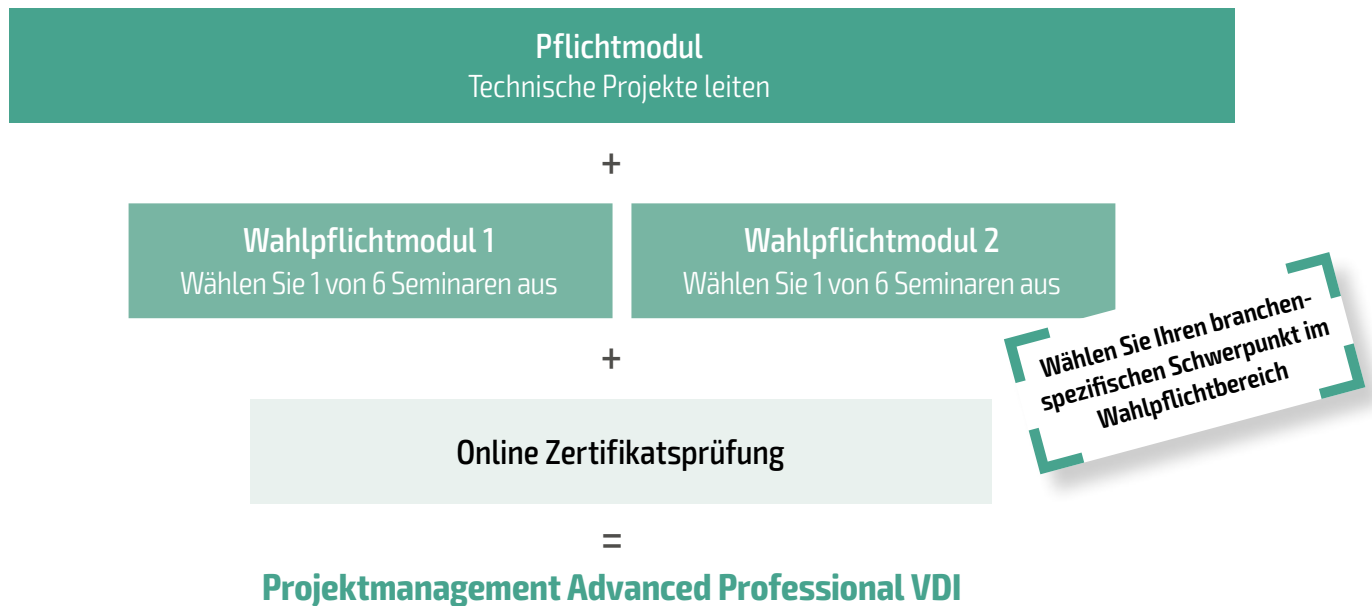 Pflichtmodul
Technische Projekte leiten
+
Wahlpflichtmodul 1
Wählen Sie 1 von 6 Seminaren aus
Wahlpflichtmodul 2
Wählen Sie 1 von 6 Seminaren aus
Wählen Sie Ihren branchen-
spezifischen Schwerpunkt im
Wahlpflichtbereich
+
Online Zertifikatsprüfung
=
Projektmanagement Advanced Professional VDI